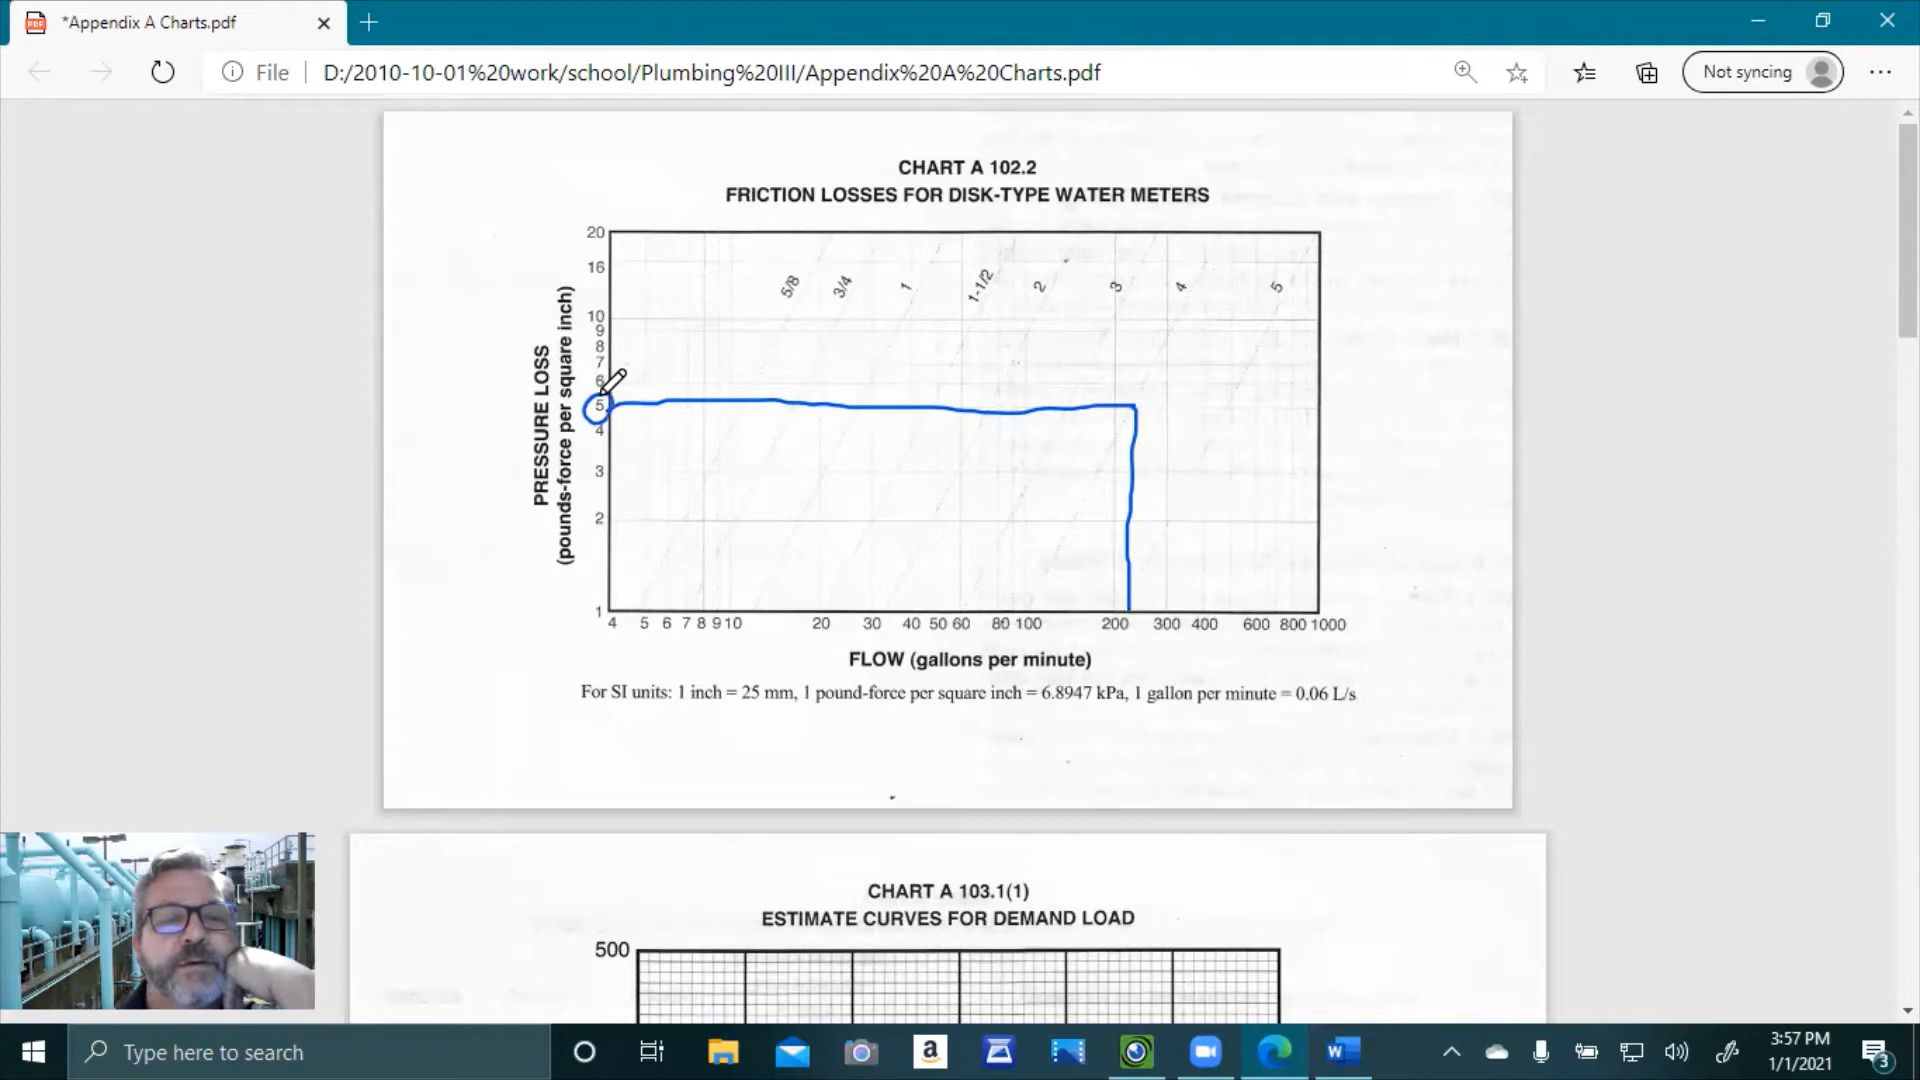 *Appendix A Charts.pdf
File
D:/2010-10-01%20work/school/Plumbing%20III/Appendix%20A%20Charts.pdf
Not syncing
CHART A 102.2
FRICTION LOSSES FOR DISK-TYPE WATER METERS
20
16
10
9
8
7
6
5
4
3
2
1
PRESSURE LOSS
(pounds-force per square inch)
5/8 3/4 1 1-1/2 2 3 4 5
4 5 6 7 8 9 10 20 30 40 50 60 80 100 200 300 400 600 800 1000
FLOW (gallons per minute)
For SI units: 1 inch = 25 mm, 1 pound-force per square inch = 6.8947 kPa, 1 gallon per minute = 0.06 L/s
CHART A 103.1(1)
ESTIMATE CURVES FOR DEMAND LOAD
500
Type here to search
3:57 PM
1/1/2021
3